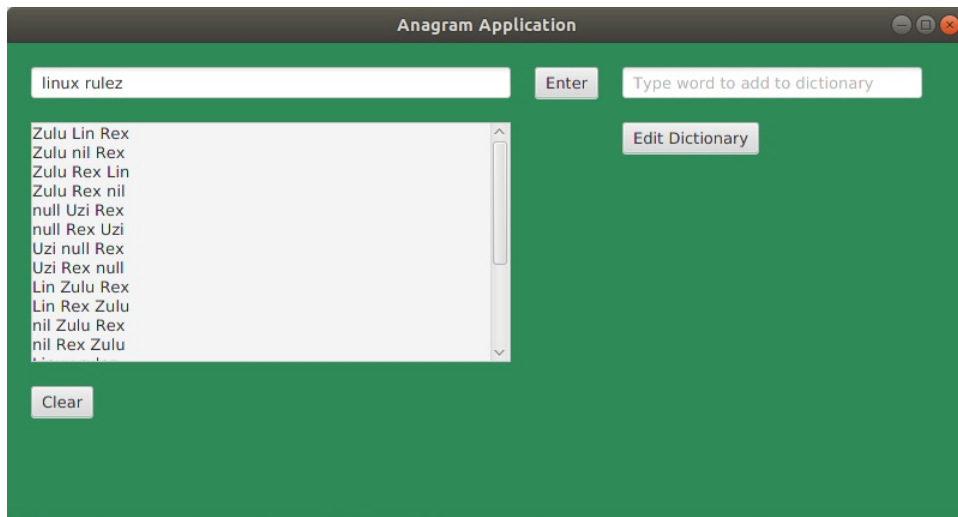 Anagram Application
linux rulez
Enter
Type word to add to dictionary
Zulu Lin Rex
Zulu nil Rex
Zulu Rex Lin
Zulu Rex nil
null Uzi Rex
null Rex Uzi
Uzi null Rex
Uzi Rex null
Lin Zulu Rex
Lin Rex Zulu
nil Zulu Rex
nil Rex Zulu
Edit Dictionary
Clear